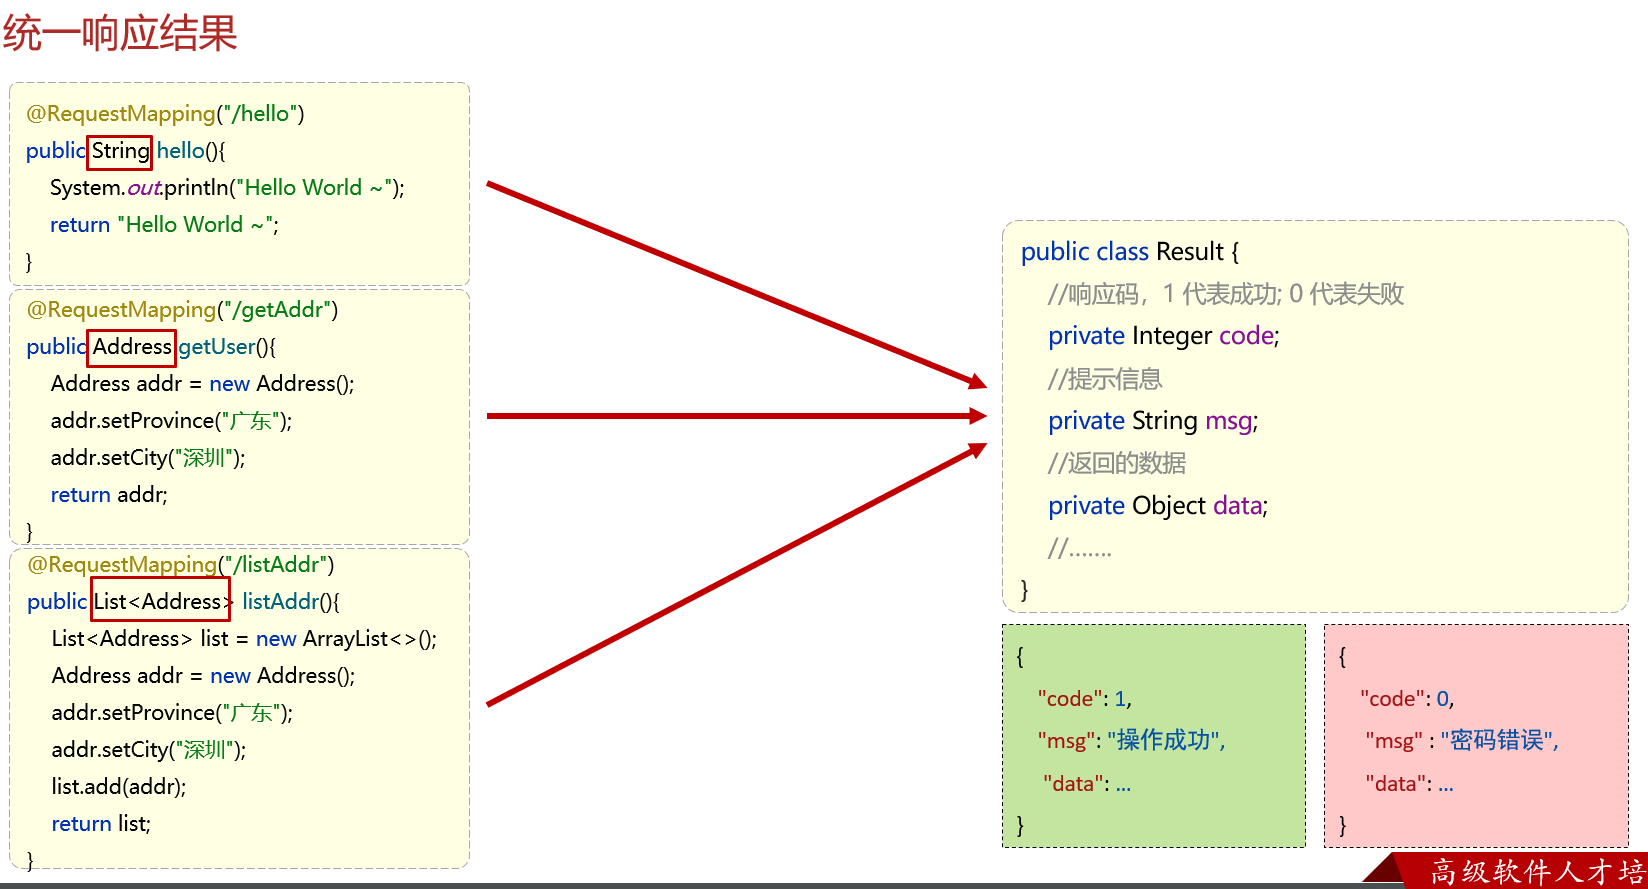 统一响应结果
@RequestMapping("/hello")
public String hello(){
System.out.println("Hello World ~");
return "Hello World ~";
}
@RequestMapping("/getAddr")
public Address getUser(){
Address addr = new Address();
addr.setProvince("广东");
addr.setCity("深圳");
return addr;
}
@RequestMapping("/listAddr")
public List<Address> listAddr(){
List<Address> list = new ArrayList<>();
Address addr = new Address();
addr.setProvince("广东");
addr.setCity("深圳");
list.add(addr);
return list;
}
public class Result {
//响应码，1 代表成功; 0 代表失败
private Integer code;
//提示信息
private String msg;
//返回的数据
private Object data;
//.......
}
{
"code": 1,
"msg": "操作成功",
"data": ...
}
{
"code": 0,
"msg" : "密码错误",
"data": ...
}
高级软件人才培